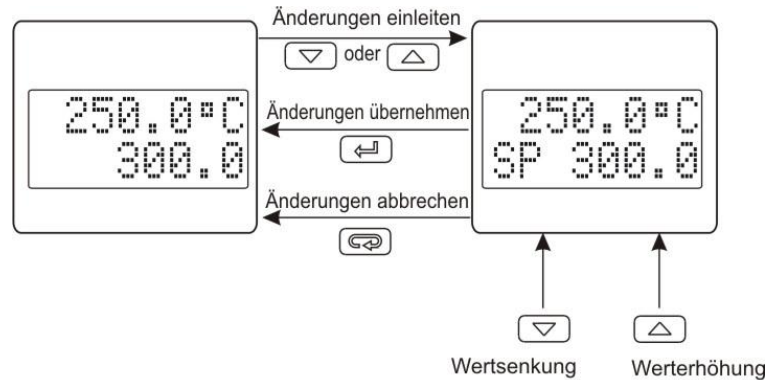 Änderungen einleiten
oder
250.0°C
300.0
Änderungen übernehmen
Änderungen abbrechen
250.0°C
SP 300.0
Wertsenkung
Werterhöhung